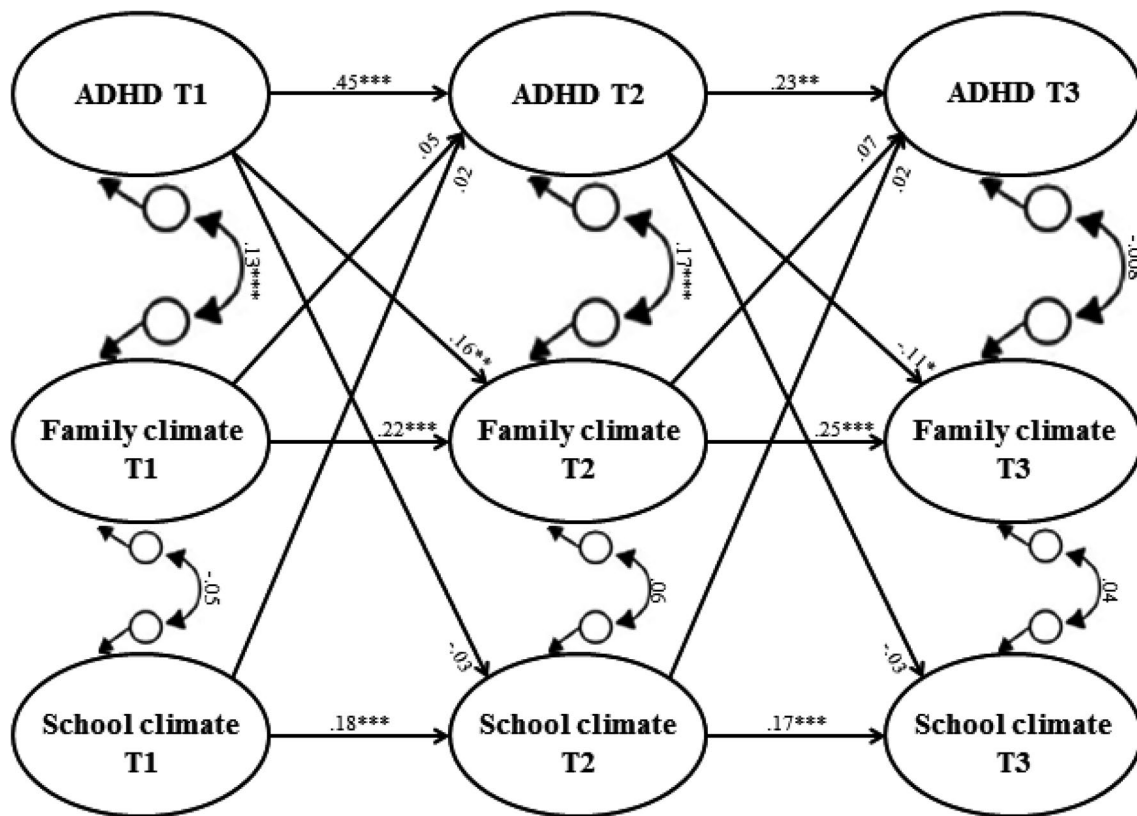 ADHD T1
.45***
ADHD T2
.23**
ADHD T3
.05
.02
.07
.02
.13***
.17***
-.008
.16**
-.11*
Family climate
T1
.22***
Family climate
T2
.25***
Family climate
T3
-.05
.06
.04
-.03
-.03
School climate
T1
.18***
School climate
T2
.17***
School climate
T3